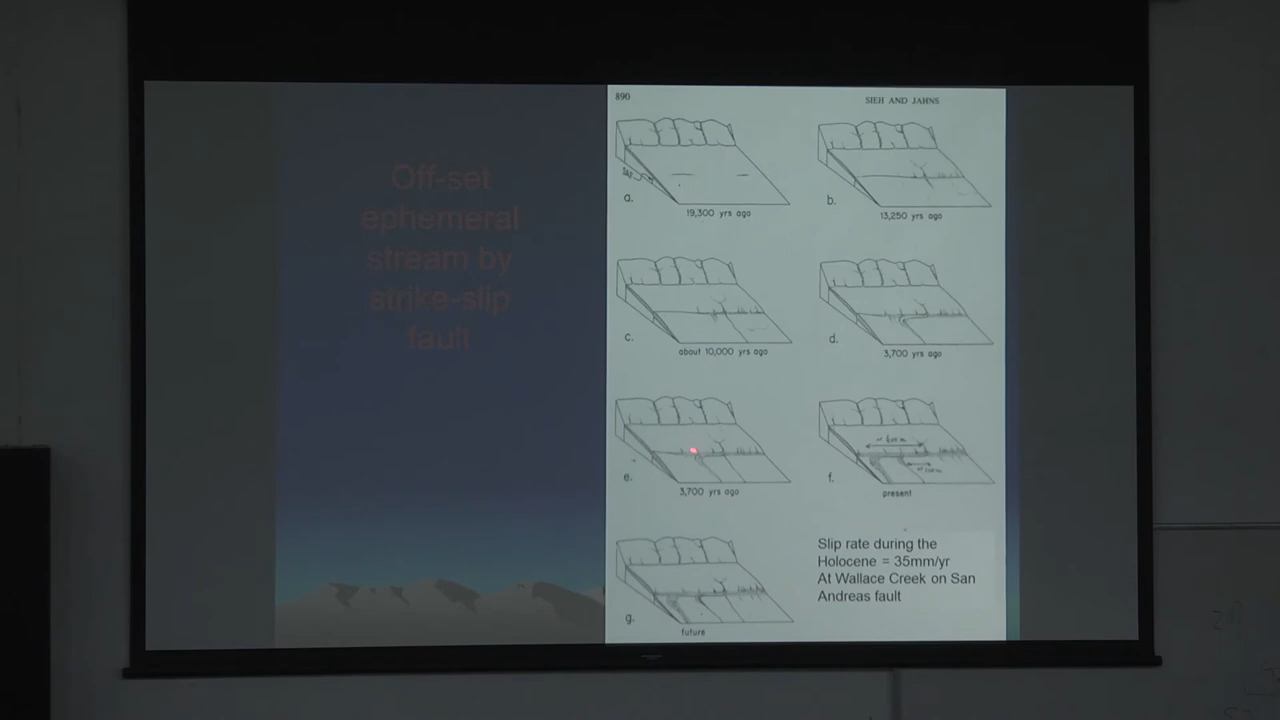 Off-set
ephemeral
stream by
strike-slip
fault
890
SIEH AND JAHNS
a.
19,300 yrs ago
b.
13,250 yrs ago
c.
about 10,000 yrs ago
d.
3,700 yrs ago
e.
3,700 yrs ago
f.
present
g.
future
Slip rate during the
Holocene = 35mm/yr
At Wallace Creek on San
Andreas fault